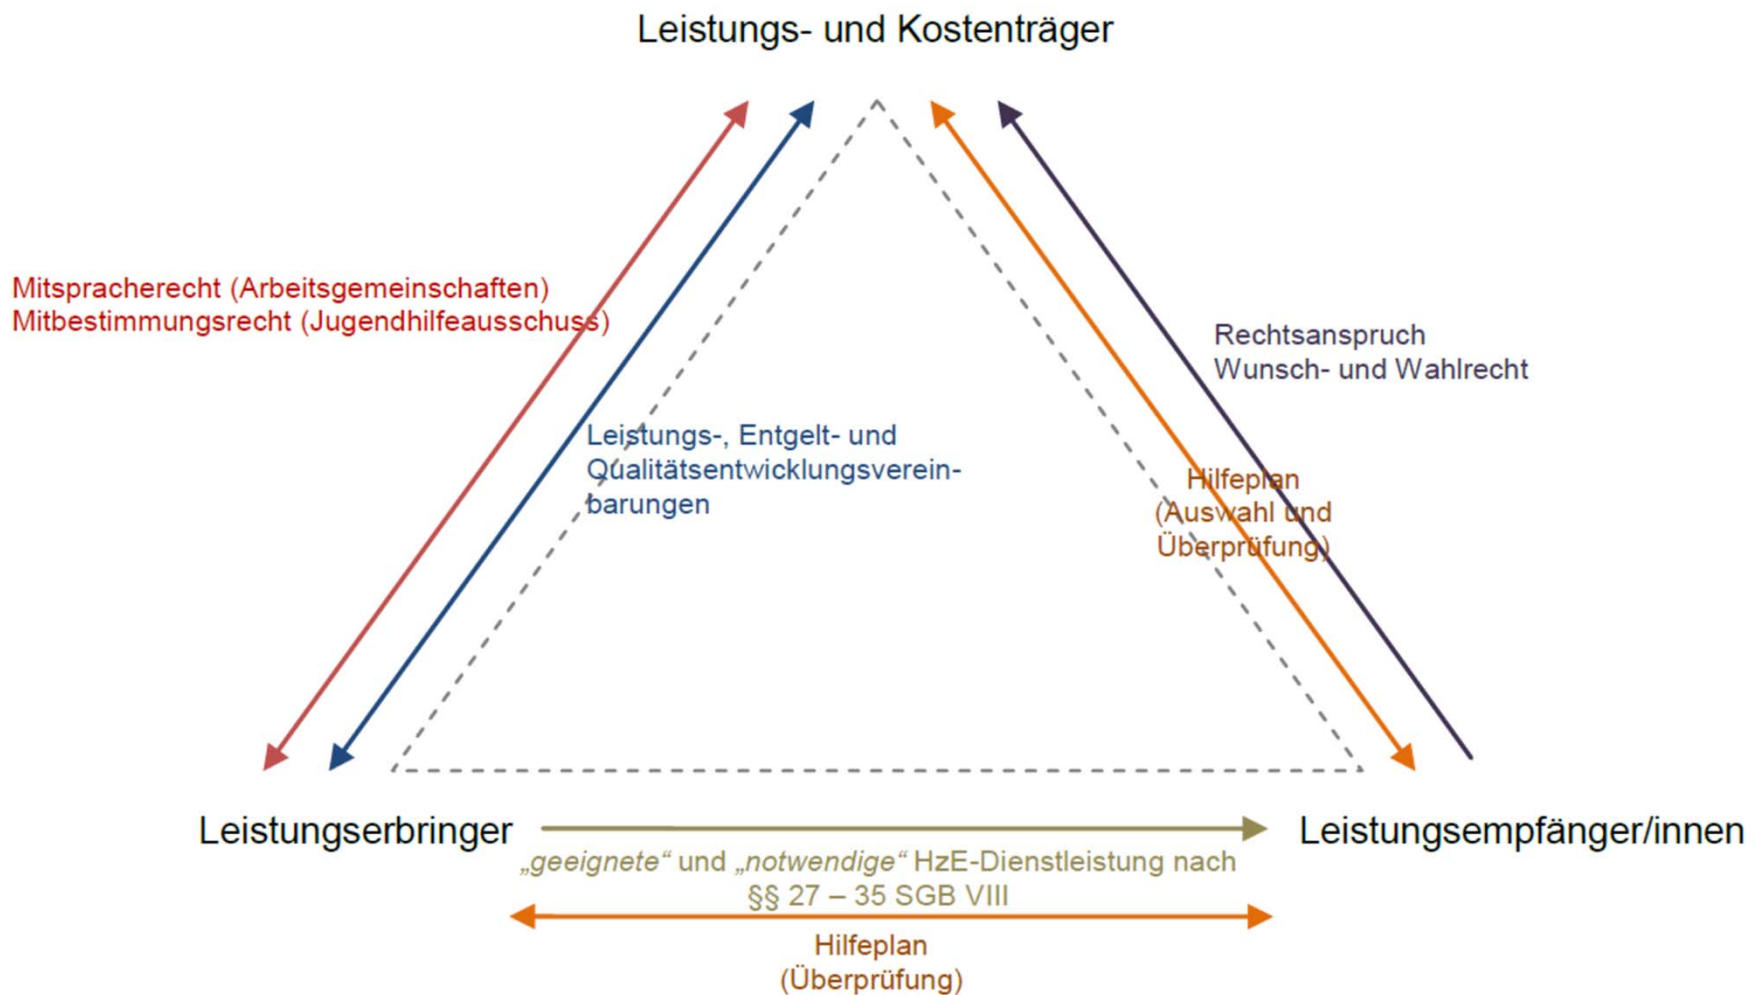 Leistungs- und Kostenträger
Mitspracherecht (Arbeitsgemeinschaften)
Mitbestimmungsrecht (Jugendhilfeausschuss)
Rechtsanspruch
Wunsch- und Wahlrecht
Leistungs-, Entgelt- und
Qualitätsentwicklungsverein-
barungen
Hilfeplan
(Auswahl und
Überprüfung)
Leistungserbringer
Leistungsempfänger/innen
„geeignete“ und „notwendige“ HzE-Dienstleistung nach
§§ 27 – 35 SGB VIII
Hilfeplan
(Überprüfung)